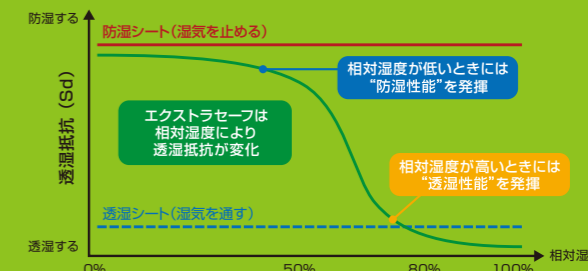 防湿する
防湿シート(湿気を止める)
相対湿度が低いときには
“防湿性能”を発揮
エクストラセーフは
相対湿度により
透湿抵抗が変化
透湿抵抗(Sd)
相対湿度が高いときには
“透湿性能”を発揮
透湿シート(湿気を通す)
透湿する
相対湿
0%
50%
80%
100%